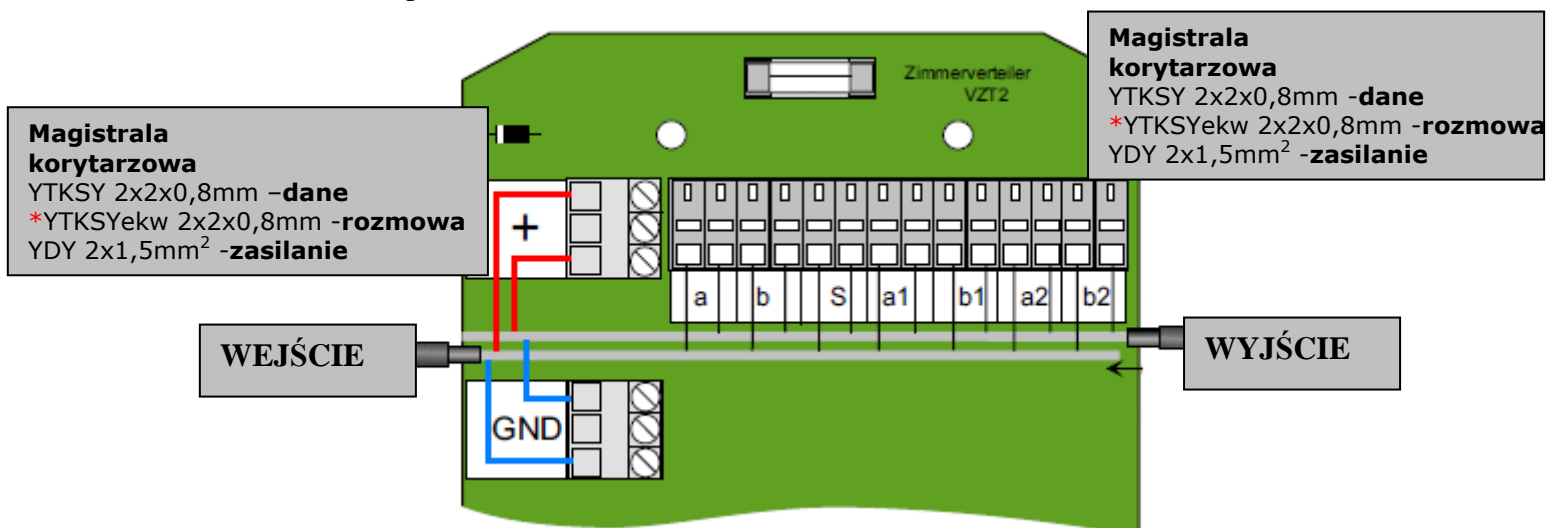 Magistrala
korytarzowa
YTKSY 2x2x0,8mm –dane
*YTKSYekw 2x2x0,8mm -rozmowa
YDY 2x1,5mm² -zasilanie
Zimmerverteiler
VZT2
Magistrala
korytarzowa
YTKSY 2x2x0,8mm -dane
*YTKSYekw 2x2x0,8mm -rozmowa
YDY 2x1,5mm² -zasilanie
+
a b S a1 b1 a2 b2
WEJŚCIE
WYJŚCIE
GND